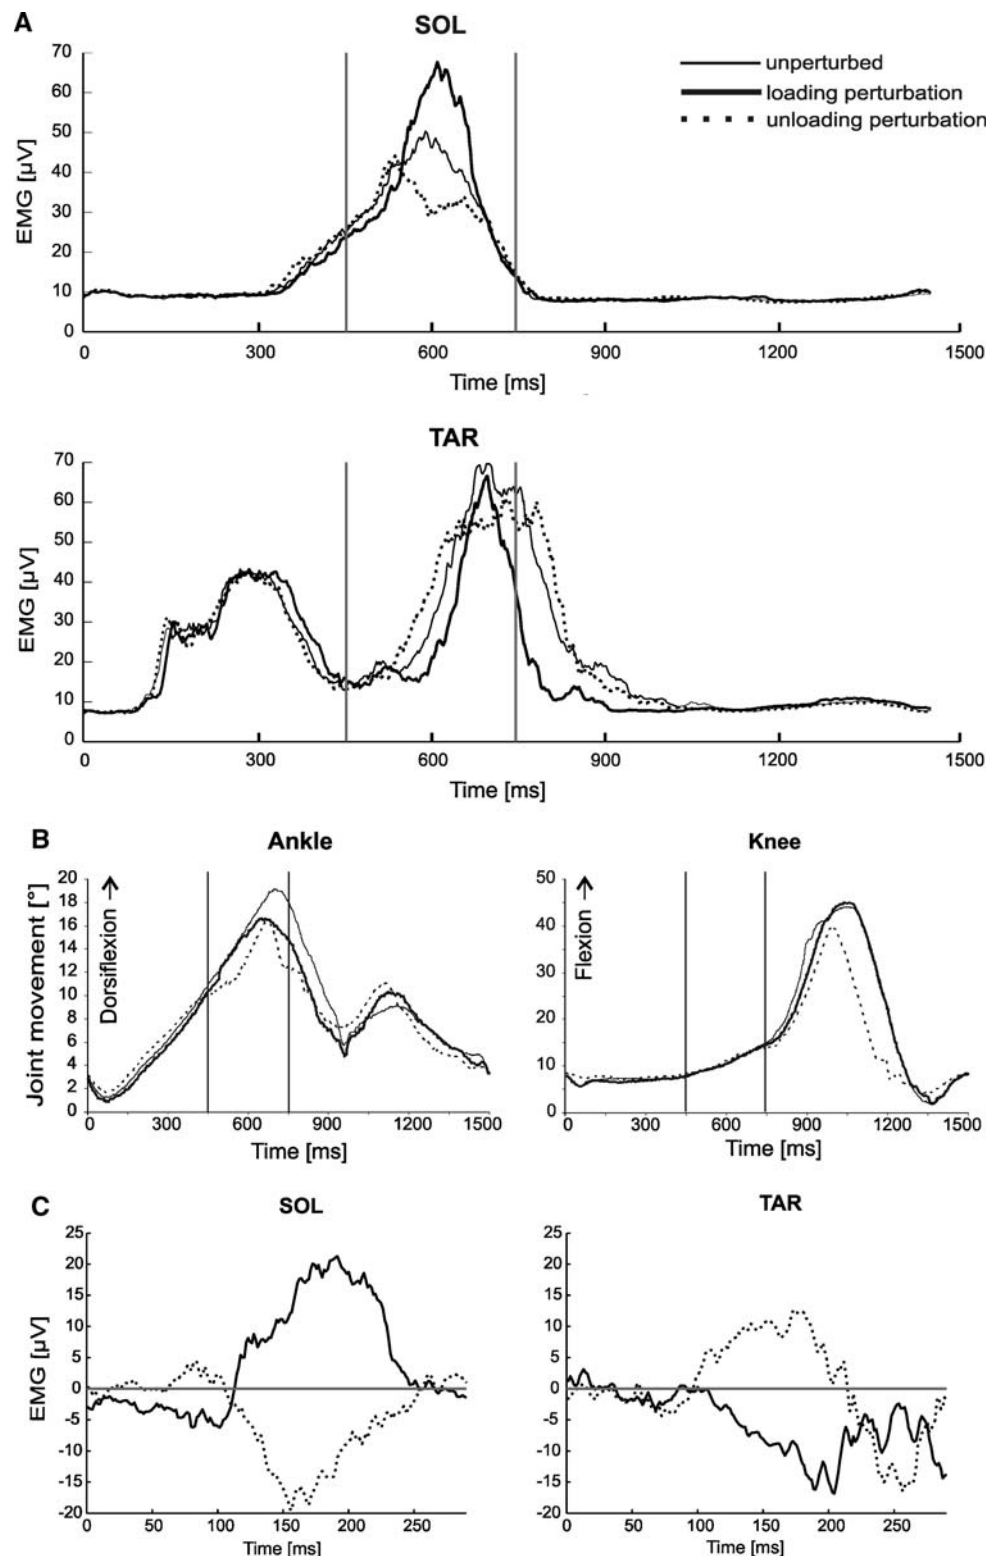 A
SOL
unperturbed
loading perturbation
unloading perturbation
EMG [µV]
70
60
50
40
30
20
10
0
0 300 600 900 1200 1500
Time [ms]
TAR
EMG [µV]
70
60
50
40
30
20
10
0
0 300 600 900 1200 1500
Time [ms]
B
Ankle
Joint movement [°]
Dorsiflexion
20
18
16
14
12
10
8
6
4
2
0
0 300 600 900 1200 1500
Time [ms]
Knee
Flexion
50
40
30
20
10
0
0 300 600 900 1200 1500
Time [ms]
C
SOL
EMG [µV]
25
20
15
10
5
0
-5
-10
-15
-20
0 50 100 150 200 250
Time [ms]
TAR
25
20
15
10
5
0
-5
-10
-15
-20
0 50 100 150 200 250
Time [ms]